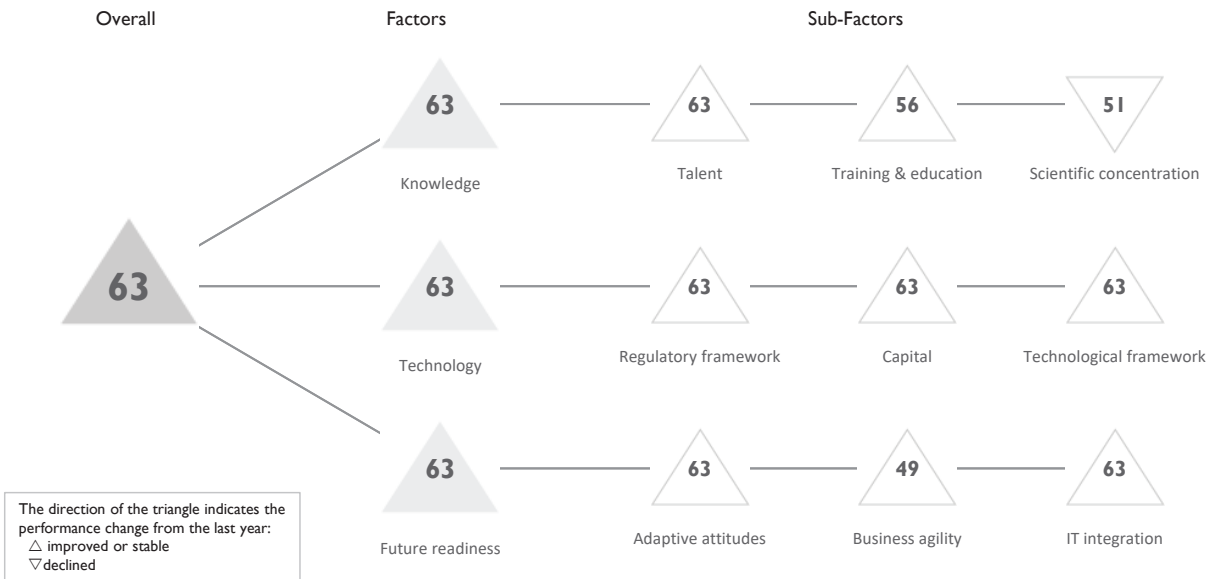 Overall
Factors
Sub-Factors
63
63
56
51
Knowledge
Talent
Training & education
Scientific concentration
63
63
63
63
63
Technology
Regulatory framework
Capital
Technological framework
63
63
49
63
Future readiness
Adaptive attitudes
Business agility
IT integration
The direction of the triangle indicates the
performance change from the last year:
△ improved or stable
▽declined